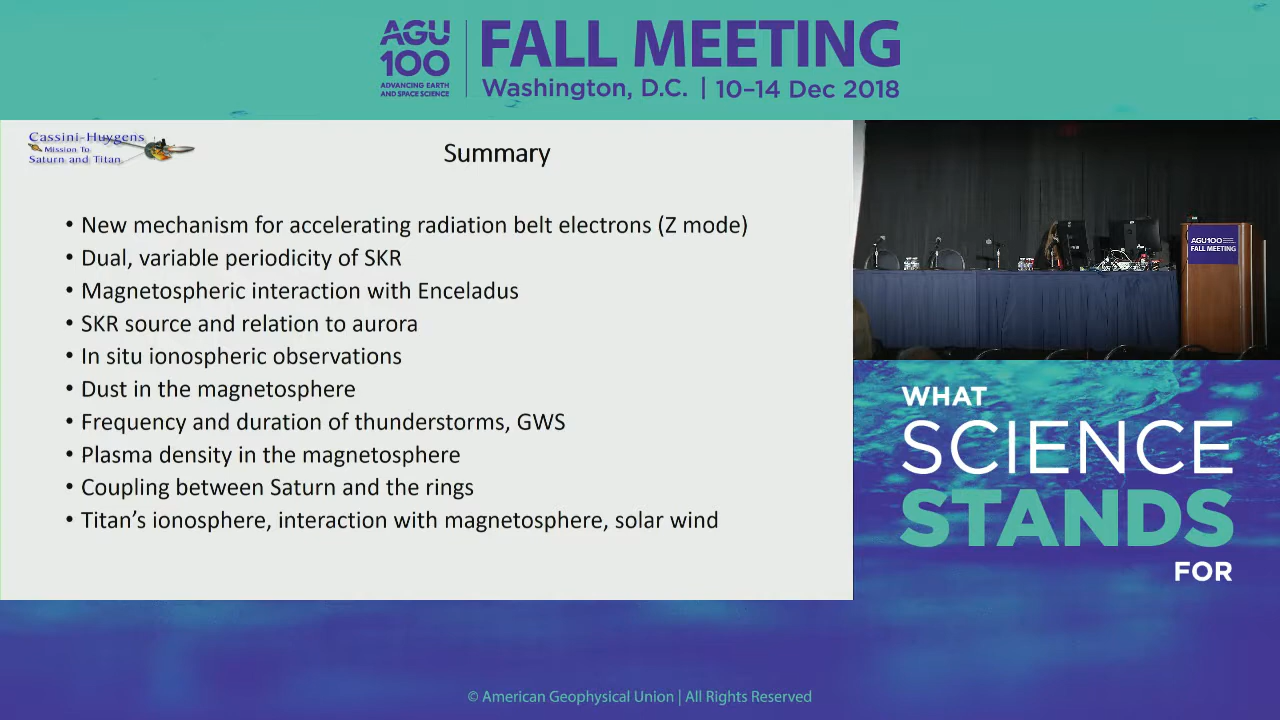 AGU
100
ADVANCING EARTH
AND SPACE SCIENCE
FALL MEETING
Washington, D.C. | 10–14 Dec 2018
Cassini-Huygens
Mission To
Saturn and Titan
Summary
• New mechanism for accelerating radiation belt electrons (Z mode)
• Dual, variable periodicity of SKR
• Magnetospheric interaction with Enceladus
• SKR source and relation to aurora
• In situ ionospheric observations
• Dust in the magnetosphere
• Frequency and duration of thunderstorms, GWS
• Plasma density in the magnetosphere
• Coupling between Saturn and the rings
• Titan’s ionosphere, interaction with magnetosphere, solar wind
AGU100
FALL MEETING
WHAT
SCIENCE
STANDS
FOR
© American Geophysical Union | All Rights Reserved